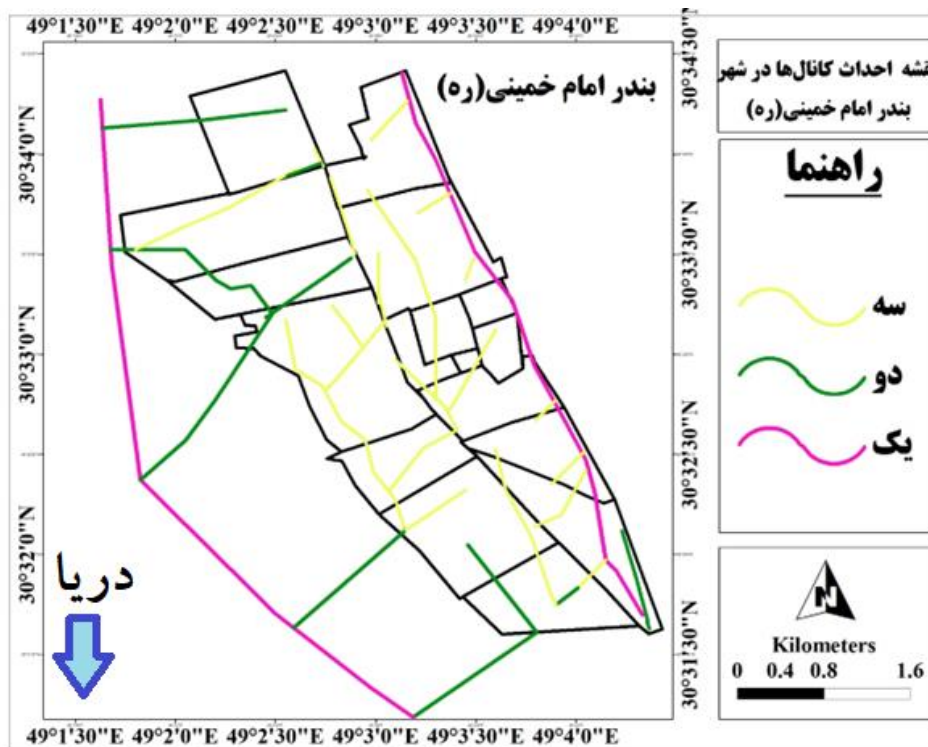 49°1'30"E 49°2'0"E 49°2'30"E 49°3'0"E 49°3'30"E 49°4'0"E
30°34'0"N
30°33'30"N
30°33'0"N
30°32'30"N
30°32'0"N
30°31'30"N
30°34'30"N
بندر امام خمینی(ره)
نقشه احداث کانال‌ها در شهر
بندر امام خمینی(ره)
راهنما
سه
دو
یک
دریا
N
Kilometers
0 0.4 0.8 1.6
49°1'30"E 49°2'0"E 49°2'30"E 49°3'0"E 49°3'30"E 49°4'0"E